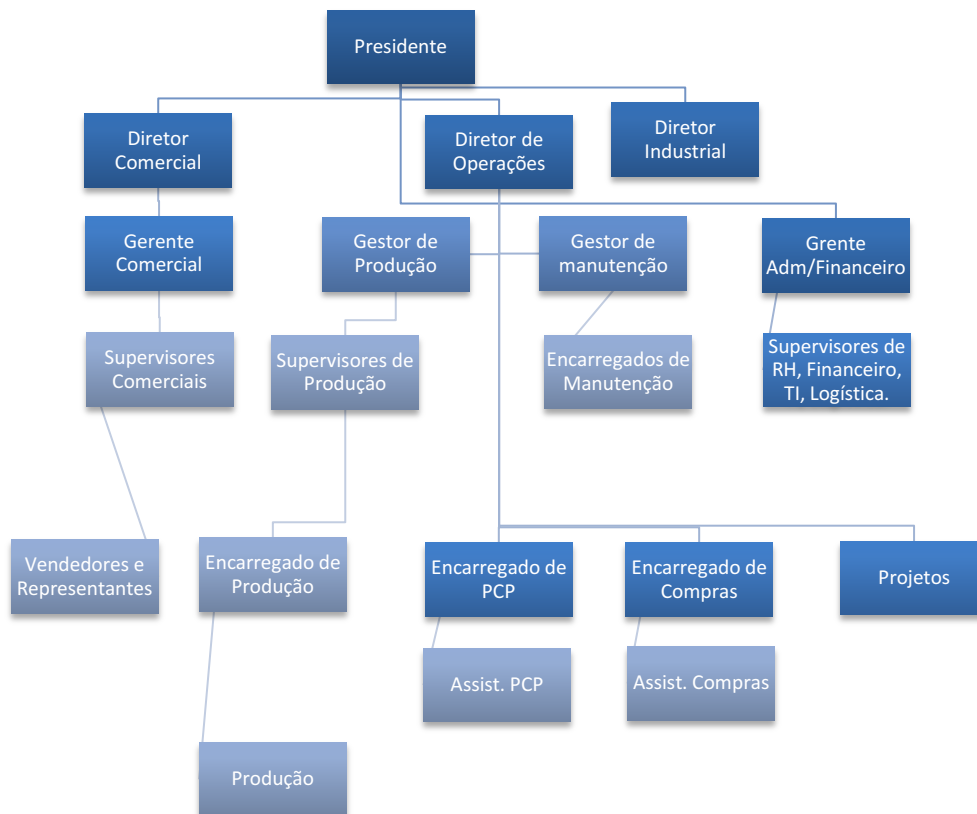 Presidente
Diretor
Comercial
Diretor de
Operações
Diretor
Industrial
Gerente
Comercial
Gestor de
Produção
Gestor de
manutenção
Grente
Adm/Financeiro
Supervisores
Comerciais
Supervisores de
Produção
Encarregados de
Manutenção
Supervisores de
RH, Financeiro,
TI, Logística.
Vendedores e
Representantes
Encarregado de
Produção
Encarregado de
PCP
Encarregado de
Compras
Projetos
Assist. PCP
Assist. Compras
Produção